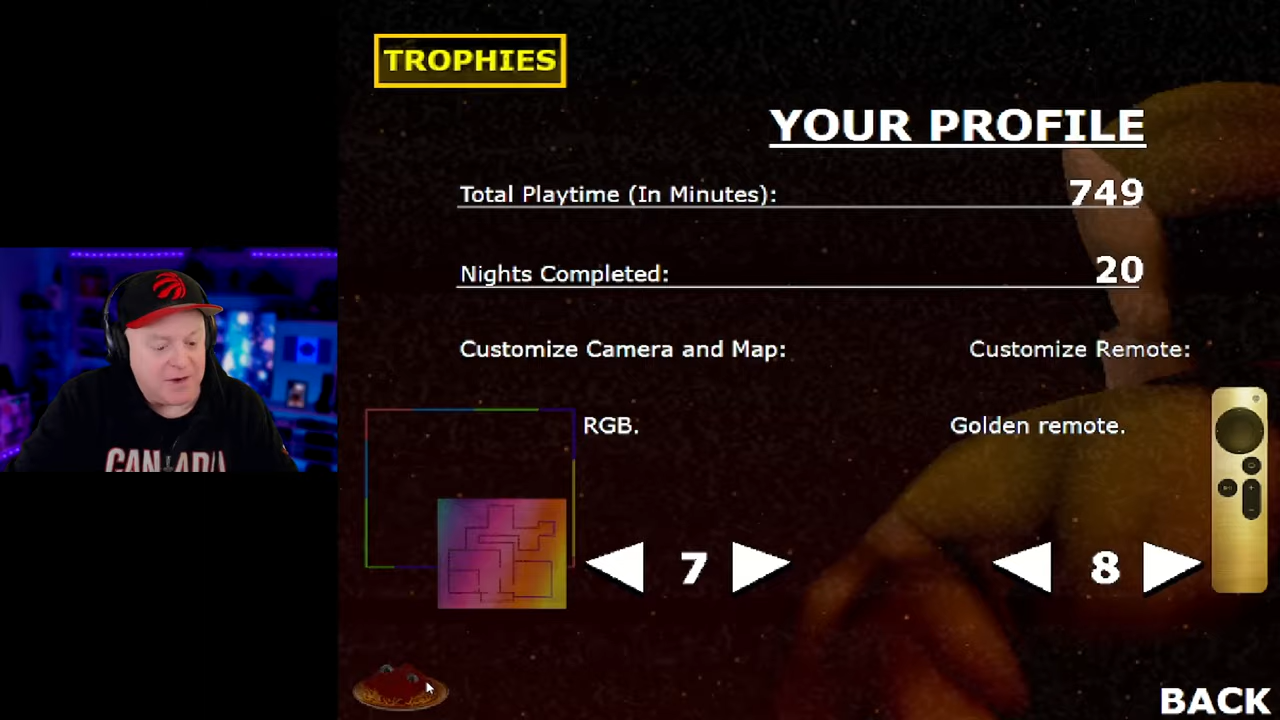 TROPHIES
YOUR PROFILE
Total Playtime (In Minutes): 749
Nights Completed: 20
Customize Camera and Map:
Customize Remote:
RGB.
Golden remote.
7
8
CANADA
BACK